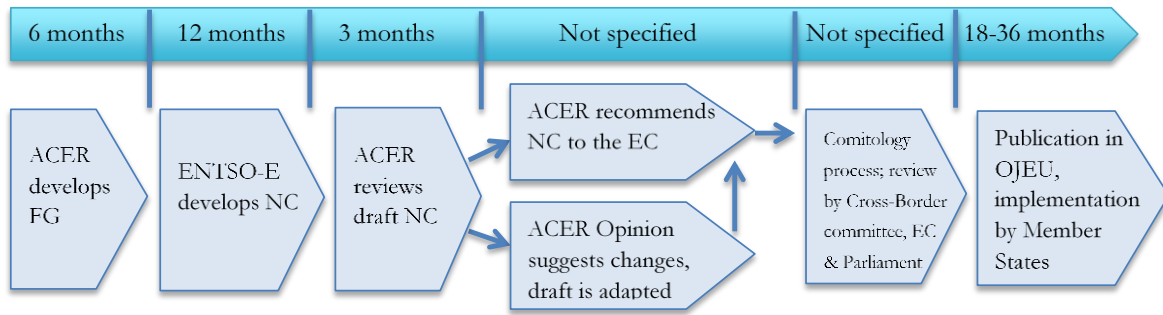 6 months
12 months
3 months
Not specified
Not specified
18-36 months
ACER
develops
FG
ENTSO-E
develops NC
ACER
reviews
draft NC
ACER recommends
NC to the EC
ACER Opinion
suggests changes,
draft is adapted
Comitology
process; review
by Cross-Border
committee, EC
& Parliament
Publication in
OJEU,
implementation
by Member
States